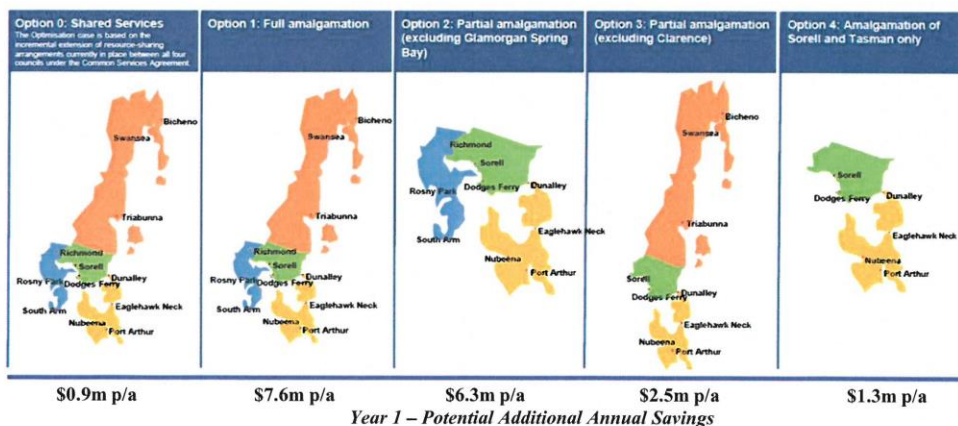 Option 0: Shared Services
The Optimisation case is based on the
incremental extension of resource-sharing
arrangements currently in place between all four
councils under the Common Services Agreement.
Option 1: Full amalgamation
Option 2: Partial amalgamation
(excluding Glamorgan Spring
Bay)
Option 3: Partial amalgamation
(excluding Clarence)
Option 4: Amalgamation of
Sorell and Tasman only
Bicheno
Swansea
Triabunna
Richmond
Sorell
Rosny Park
Dunalley
Dodges Ferry
South Arm
Eaglehawk Neck
Nubeena
Port Arthur
Bicheno
Swansea
Triabunna
Richmond
Sorell
Rosny Park
Dunalley
Dodges Ferry
South Arm
Eaglehawk Neck
Nubeena
Port Arthur
Richmond
Sorell
Rosny Park
Dodges Ferry
Dunalley
South Arm
Eaglehawk Neck
Nubeena
Port Arthur
Bicheno
Swansea
Triabunna
Sorell
Dunalley
Dodges Ferry
Eaglehawk Neck
Nubeena
Port Arthur
Sorell
Dodges Ferry
Dunalley
Eaglehawk Neck
Nubeena
Port Arthur
$0.9m p/a
$7.6m p/a
$6.3m p/a
$2.5m p/a
$1.3m p/a
Year 1 – Potential Additional Annual Savings